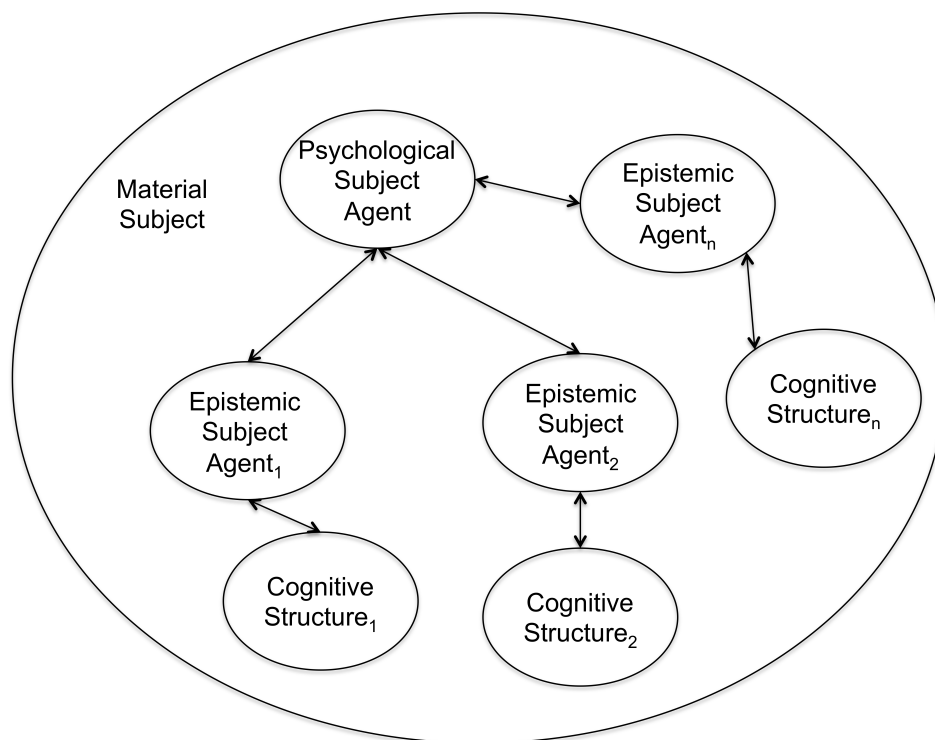 Psychological
Subject
Agent
Epistemic
Subject
Agentₙ
Material
Subject
Epistemic
Subject
Agent₁
Epistemic
Subject
Agent₂
Cognitive
Structureₙ
Cognitive
Structure₁
Cognitive
Structure₂